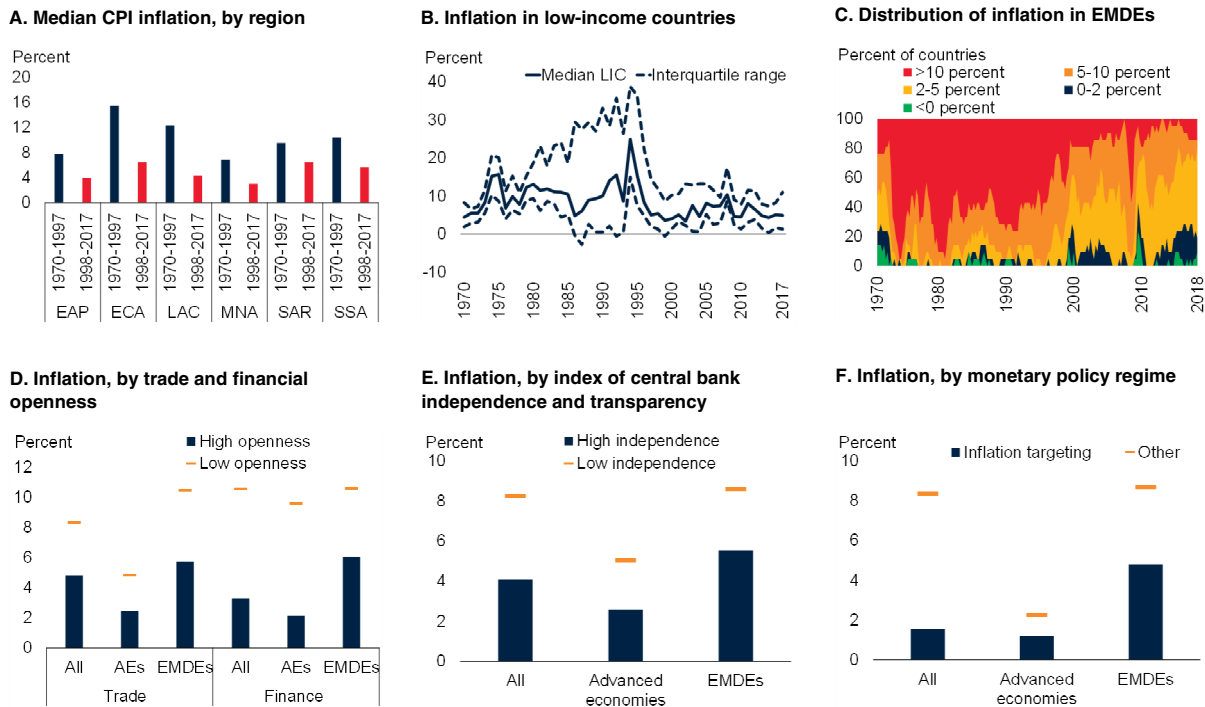 A. Median CPI inflation, by region
Percent
20
16
12
8
4
0
1970-1997
1998-2017
1970-1997
1998-2017
1970-1997
1998-2017
1970-1997
1998-2017
1970-1997
1998-2017
1970-1997
1998-2017
EAP ECA LAC MNA SAR SSA
B. Inflation in low-income countries
Percent
Median LIC Interquartile range
40
30
20
10
0
-10
1970
1975
1980
1985
1990
1995
2000
2005
2010
2017
C. Distribution of inflation in EMDEs
Percent of countries
>10 percent 5-10 percent
2-5 percent 0-2 percent
<0 percent
100
80
60
40
20
0
1970
1980
1990
2000
2010
2018
D. Inflation, by trade and financial
openness
Percent
High openness
Low openness
12
10
8
6
4
2
0
All AEs EMDEs All AEs EMDEs
Trade Finance
E. Inflation, by index of central bank
independence and transparency
Percent
High independence
Low independence
10
8
6
4
2
0
All Advanced EMDEs
economies
F. Inflation, by monetary policy regime
Percent
Inflation targeting Other
10
8
6
4
2
0
All Advanced EMDEs
economies